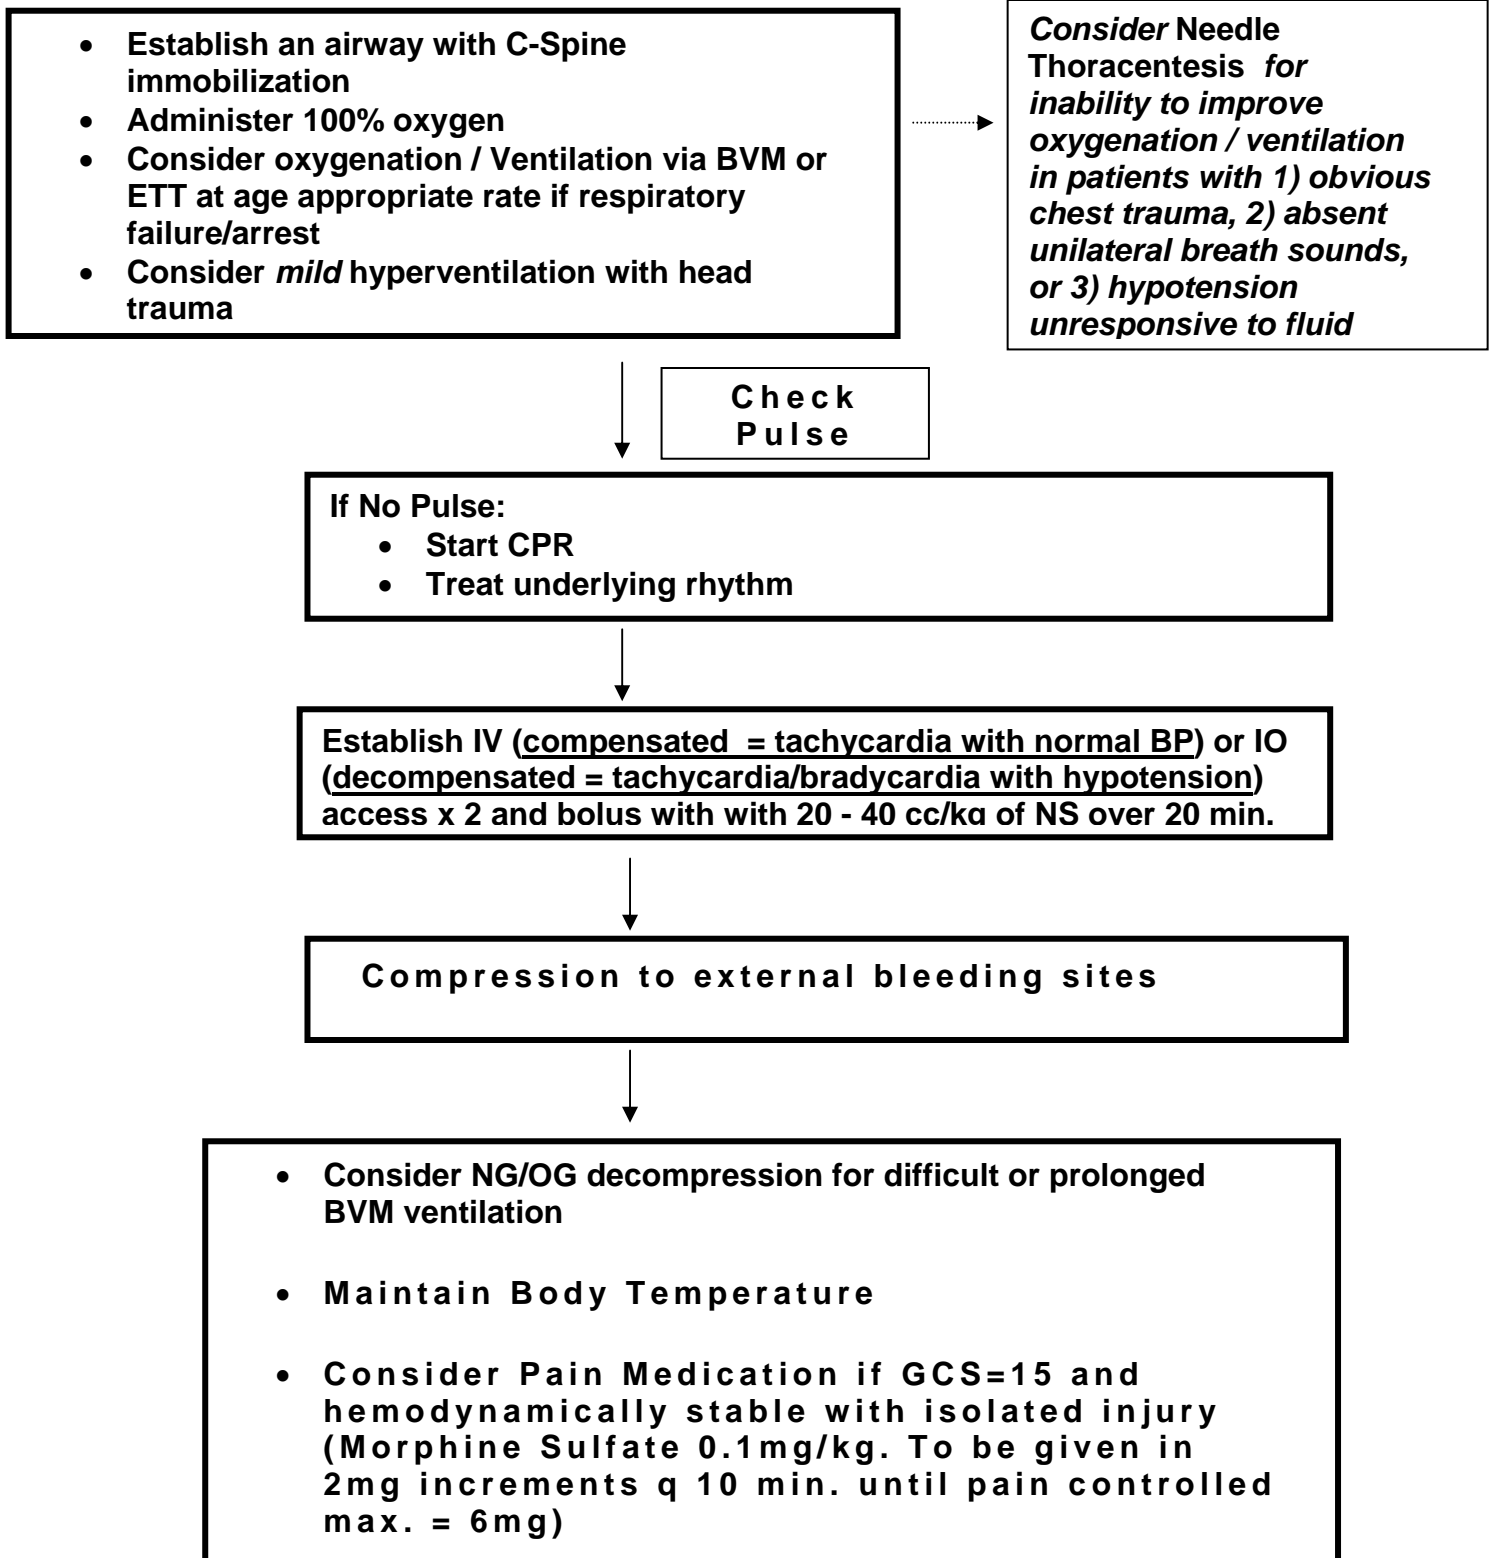 • Establish an airway with C-Spine
immobilization
• Administer 100% oxygen
• Consider oxygenation / Ventilation via BVM or
ETT at age appropriate rate if respiratory
failure/arrest
• Consider mild hyperventilation with head
trauma
Consider Needle
Thoracentesis for
inability to improve
oxygenation / ventilation
in patients with 1) obvious
chest trauma, 2) absent
unilateral breath sounds,
or 3) hypotension
unresponsive to fluid
Check
Pulse
If No Pulse:
• Start CPR
• Treat underlying rhythm
Establish IV (compensated = tachycardia with normal BP) or IO
(decompensated = tachycardia/bradycardia with hypotension)
access x 2 and bolus with with 20 - 40 cc/kg of NS over 20 min.
Compression to external bleeding sites
• Consider NG/OG decompression for difficult or prolonged
BVM ventilation
• Maintain Body Temperature
• Consider Pain Medication if GCS=15 and
hemodynamically stable with isolated injury
(Morphine Sulfate 0.1mg/kg. To be given in
2mg increments q 10 min. until pain controlled
max. = 6mg)